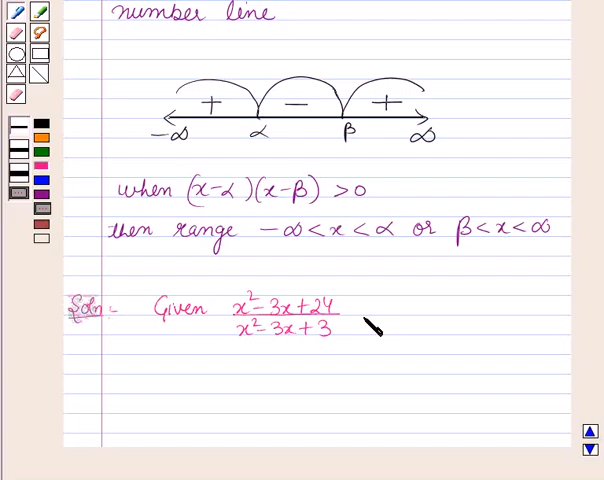 number line
+ − +
−∞ α β ∞
when (x−α)(x−β) > 0
then range −∞ < x < α or β < x < ∞
Soln:- Given x²−3x+24
x²−3x+3